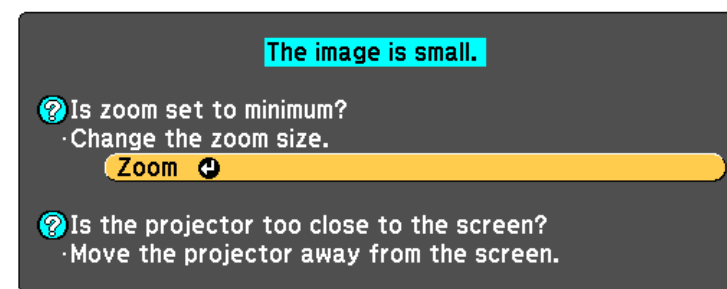 The image is small.
Is zoom set to minimum?
·Change the zoom size.
Zoom
Is the projector too close to the screen?
·Move the projector away from the screen.